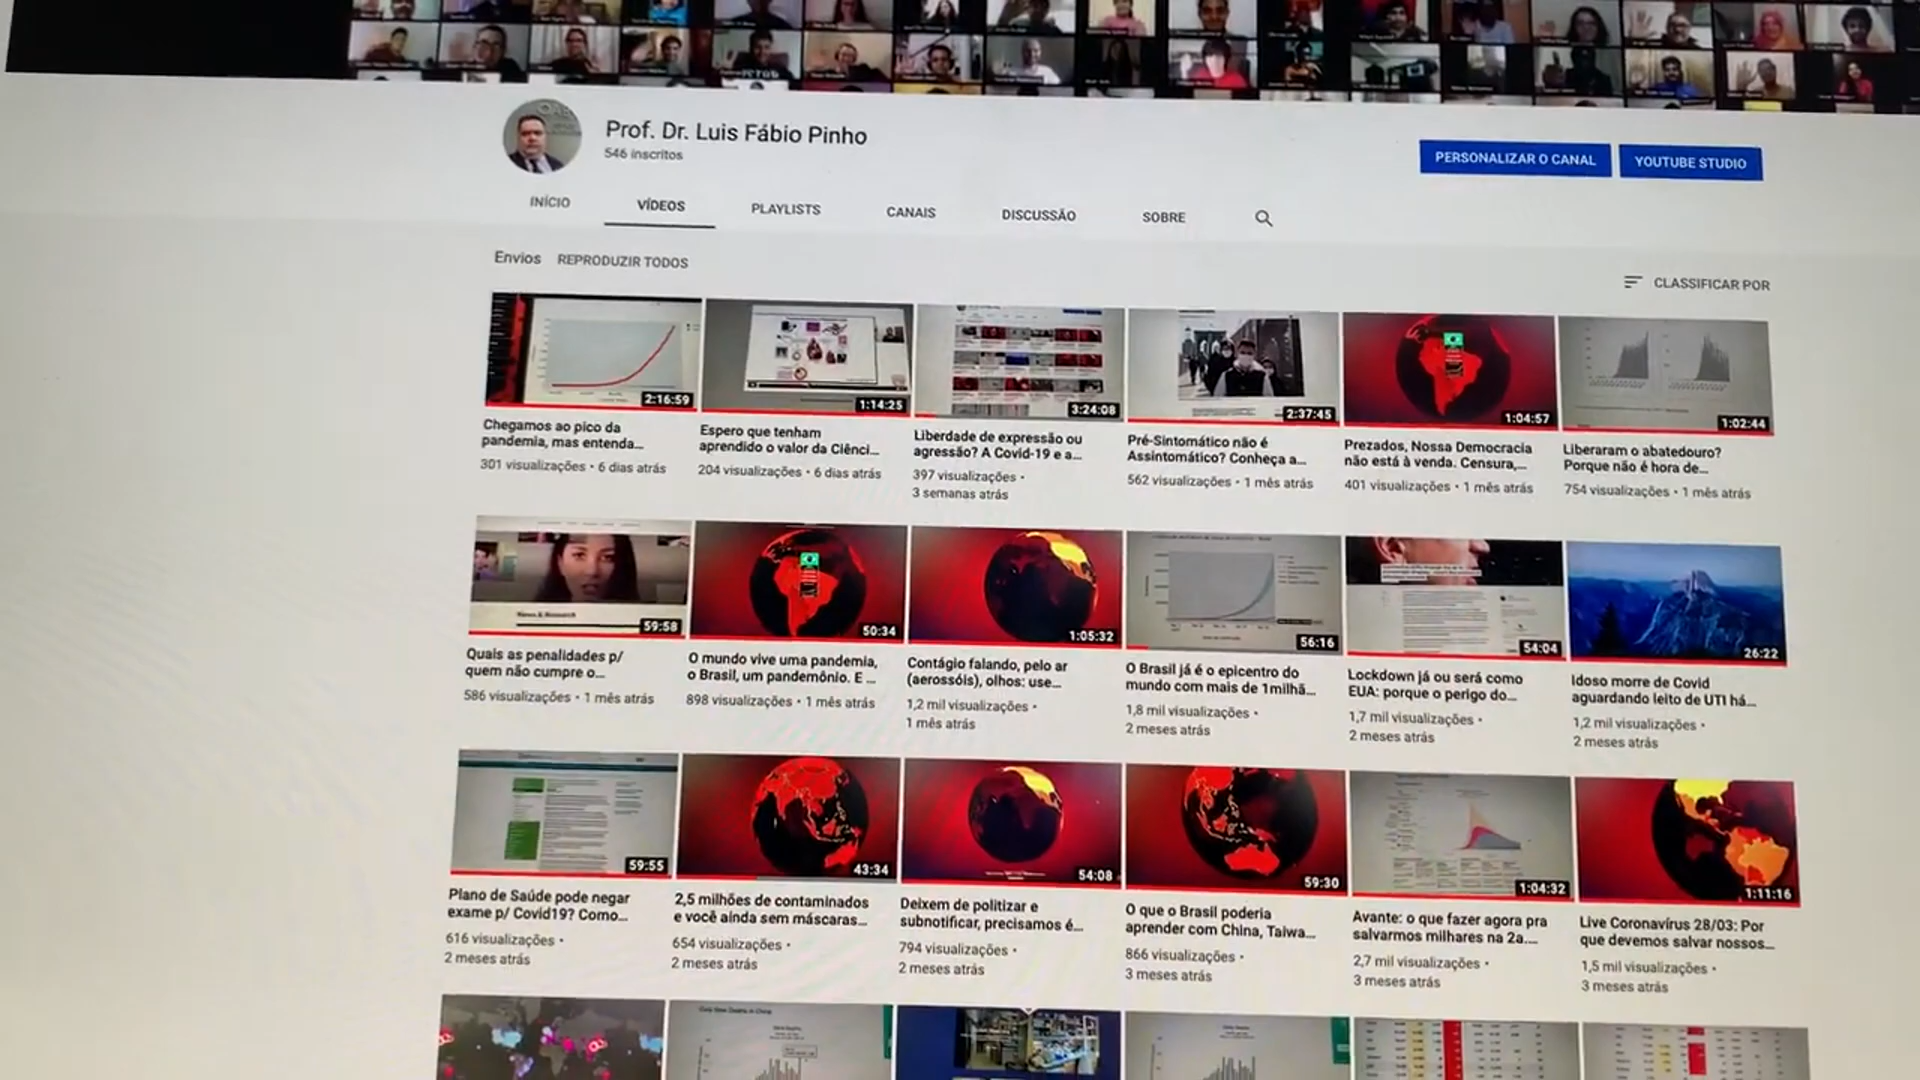 Prof. Dr. Luis Fábio Pinho
546 inscritos
PERSONALIZAR O CANAL
YOUTUBE STUDIO
INÍCIO
VÍDEOS
PLAYLISTS
CANAIS
DISCUSSÃO
SOBRE
Envios
REPRODUZIR TODOS
CLASSIFICAR POR
2:16:59
Chegamos ao pico da
pandemia, mas entenda...
301 visualizações • 6 dias atrás
1:14:25
Espero que tenham
aprendido o valor da Ciênci...
204 visualizações • 6 dias atrás
3:24:08
Liberdade de expressão ou
agressão? A Covid-19 e a...
397 visualizações •
3 semanas atrás
2:37:45
Pré-Sintomático não é
Assintomático? Conheça a...
562 visualizações • 1 mês atrás
1:04:57
Prezados, Nossa Democracia
não está à venda. Censura,...
401 visualizações • 1 mês atrás
1:02:44
Liberaram o abatedouro?
Porque não é hora de...
754 visualizações • 1 mês atrás
News & Research
59:58
Quais as penalidades p/
quem não cumpre o...
586 visualizações • 1 mês atrás
50:34
O mundo vive uma pandemia,
o Brasil, um pandemônio. E ...
898 visualizações • 1 mês atrás
1:05:32
Contágio falando, pelo ar
(aerossóis), olhos: use...
1,2 mil visualizações •
1 mês atrás
56:16
O Brasil já é o epicentro do
mundo com mais de 1milhã...
1,8 mil visualizações •
2 meses atrás
54:04
Lockdown já ou será como
EUA: porque o perigo do...
1,7 mil visualizações •
2 meses atrás
26:22
Idoso morre de Covid
aguardando leito de UTI há...
1,2 mil visualizações •
2 meses atrás
59:55
Plano de Saúde pode negar
exame p/ Covid19? Como...
616 visualizações •
2 meses atrás
43:34
2,5 milhões de contaminados
e você ainda sem máscaras...
654 visualizações •
2 meses atrás
54:08
Deixem de politizar e
subnotificar, precisamos é...
794 visualizações •
2 meses atrás
59:30
O que o Brasil poderia
aprender com China, Taiwa...
866 visualizações •
3 meses atrás
1:04:32
Avante: o que fazer agora pra
salvarmos milhares na 2a....
2,7 mil visualizações •
3 meses atrás
1:11:16
Live Coronavírus 28/03: Por
que devemos salvar nossos...
1,5 mil visualizações •
3 meses atrás